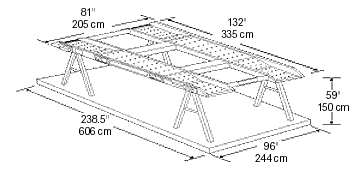 81"
205 cm
132"
335 cm
59"
150 cm
238.5"
606 cm
96"
244 cm